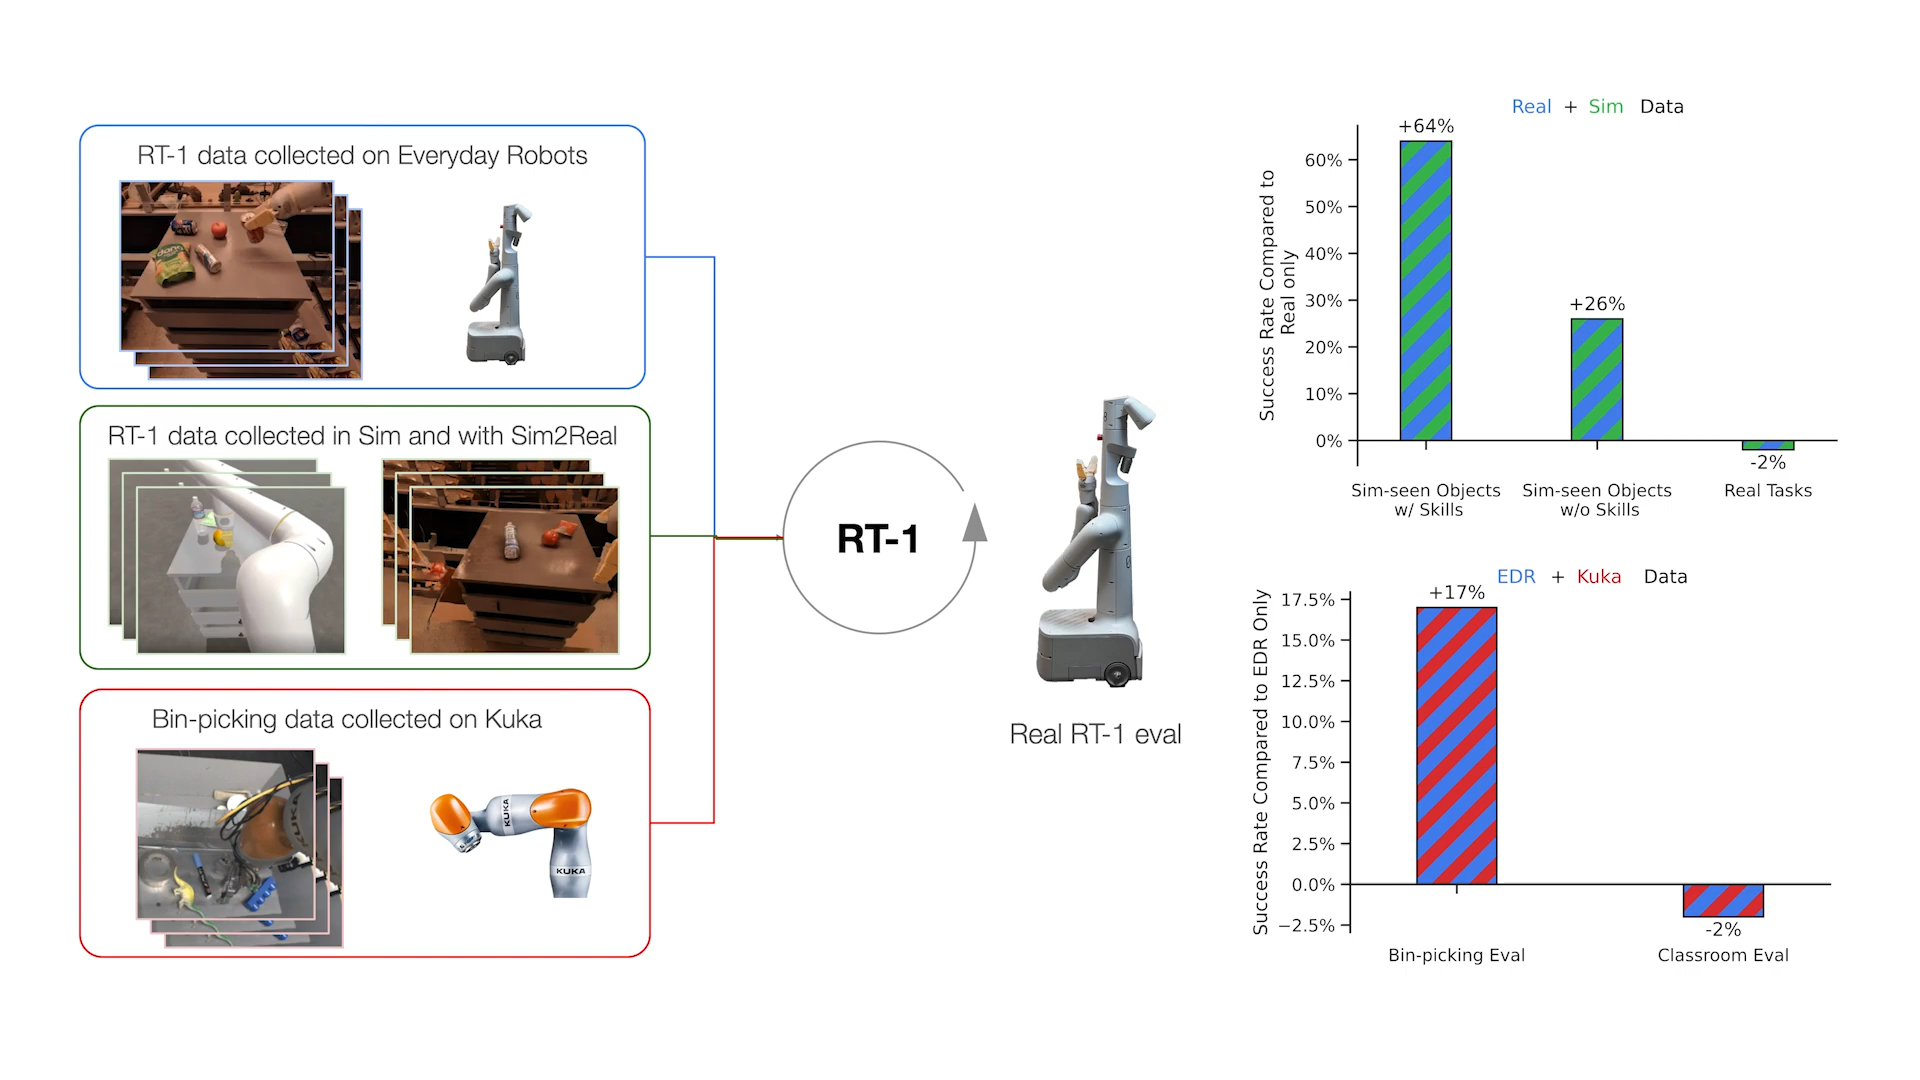 RT-1 data collected on Everyday Robots
RT-1 data collected in Sim and with Sim2Real
Bin-picking data collected on Kuka
KUKA
KUKA
RT-1
Real RT-1 eval
Real + Sim Data
Success Rate Compared to
Real only
60%
50%
40%
30%
20%
10%
0%
+64%
+26%
-2%
Sim-seen Objects
w/ Skills
Sim-seen Objects
w/o Skills
Real Tasks
EDR + Kuka Data
Success Rate Compared to EDR Only
17.5%
15.0%
12.5%
10.0%
7.5%
5.0%
2.5%
0.0%
−2.5%
+17%
-2%
Bin-picking Eval
Classroom Eval